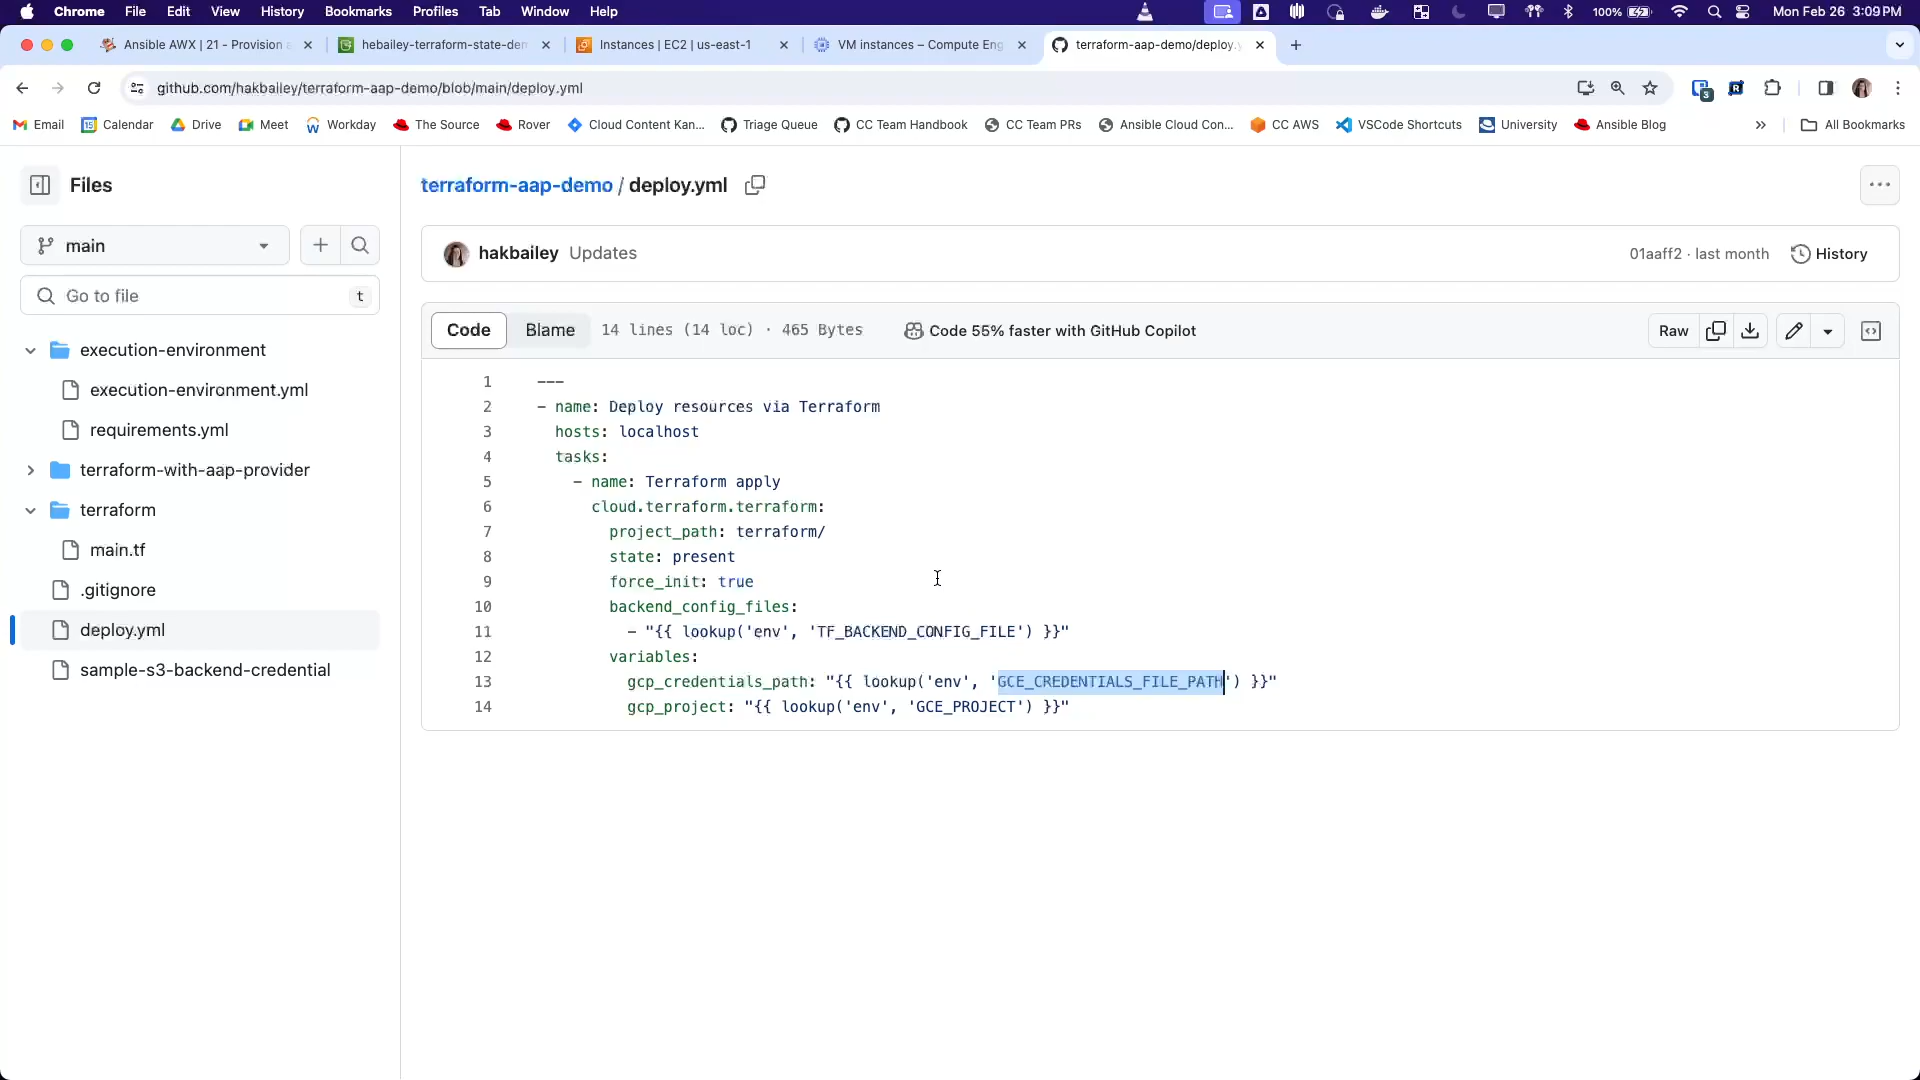 Chrome File Edit View History Bookmarks Profiles Tab Window Help 100% Mon Feb 26 3:09 PM
Ansible AWX | 21 - Provision hebailey-terraform-state-dem Instances | EC2 | us-east-1 VM instances – Compute Eng terraform-aap-demo/deploy.
github.com/hakbailey/terraform-aap-demo/blob/main/deploy.yml 3
Email Calendar Drive Meet Workday The Source Rover Cloud Content Kan... Triage Queue CC Team Handbook CC Team PRs Ansible Cloud Con... CC AWS VSCode Shortcuts University Ansible Blog » All Bookmarks
Files
main
Go to file t
execution-environment
execution-environment.yml
requirements.yml
terraform-with-aap-provider
terraform
main.tf
.gitignore
deploy.yml
sample-s3-backend-credential
terraform-aap-demo / deploy.yml
hakbailey Updates 01aaff2 · last month History
Code Blame 14 lines (14 loc) · 465 Bytes Code 55% faster with GitHub Copilot Raw
1 ---
2 - name: Deploy resources via Terraform
3 hosts: localhost
4 tasks:
5 - name: Terraform apply
6 cloud.terraform.terraform:
7 project_path: terraform/
8 state: present
9 force_init: true
10 backend_config_files:
11 - "{{ lookup('env', 'TF_BACKEND_CONFIG_FILE') }}"
12 variables:
13 gcp_credentials_path: "{{ lookup('env', 'GCE_CREDENTIALS_FILE_PATH') }}"
14 gcp_project: "{{ lookup('env', 'GCE_PROJECT') }}"